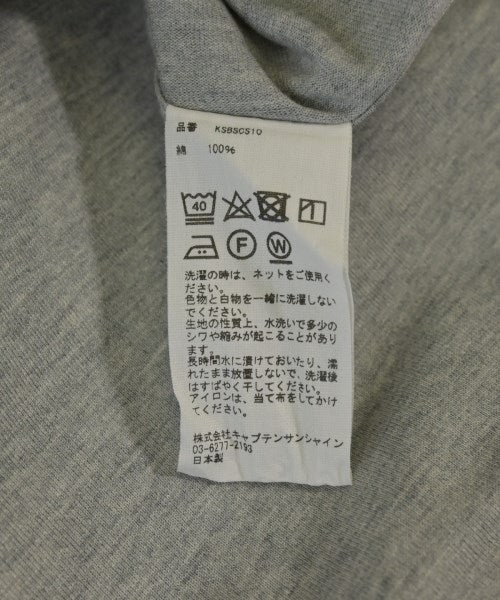 品番 KSBSCS10
綿 100%
40
F W
洗濯の時は、ネットをご使用く
ださい。
色物と白物を一緒に洗濯しない
でください。
生地の性質上、水洗いで多少の
シワや縮みが起こることがあり
ます。
長時間水に漬けておいたり、濡
れたまま放置しないで、洗濯後
はすばやく干してください。
アイロンは、当て布をしてかけ
てください。
株式会社キャプテンサンシャイン
03-6277-2193
日本製